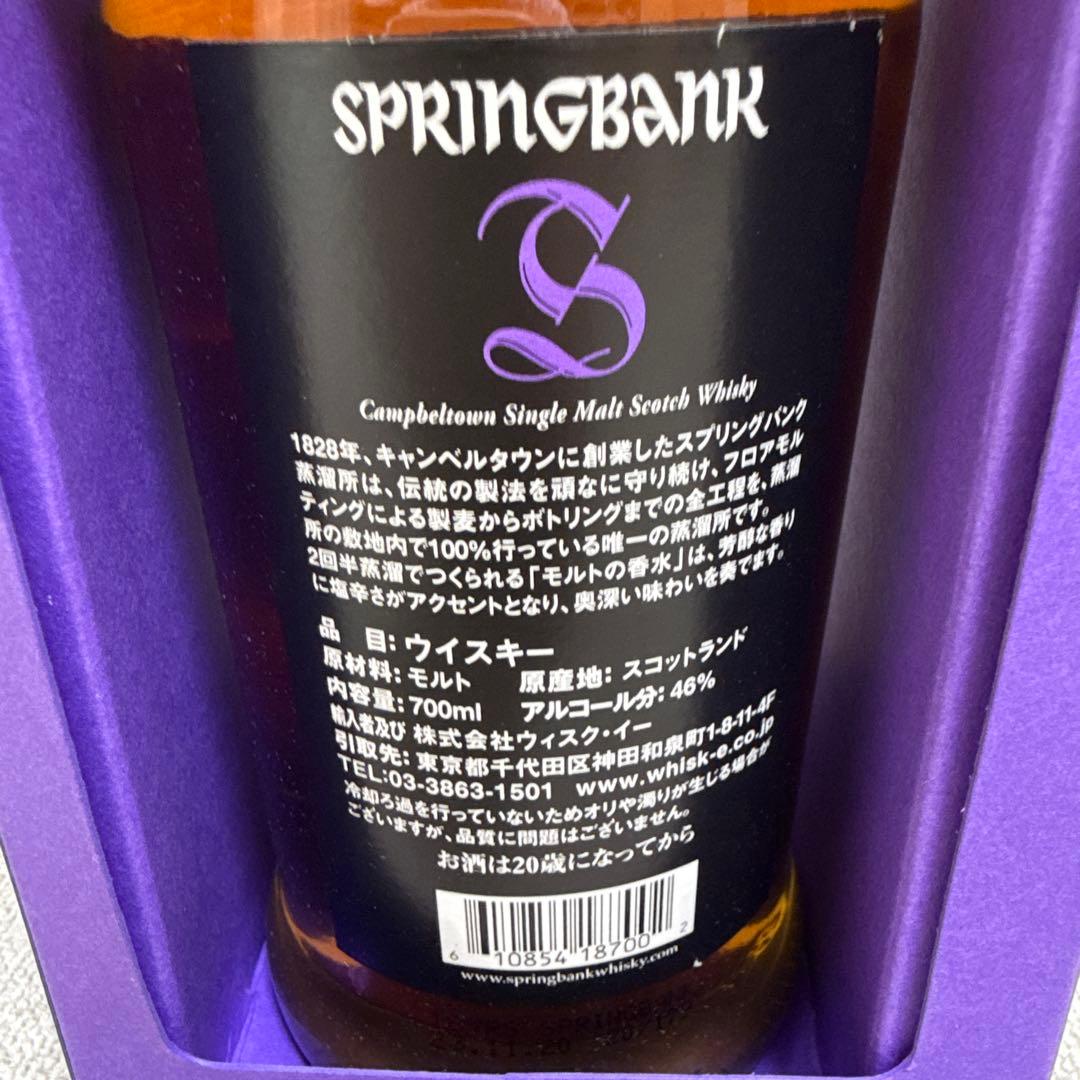 SPRINGBANK
S
Campbeltown Single Malt Scotch Whisky
1828年、キャンベルタウンに創業したスプリングバンク
蒸溜所は、伝統の製法を頑なに守り続け、フロアモル
ティングによる製麦からボトリングまでの全工程を、蒸溜
所の敷地内で100%行っている唯一の蒸溜所です。
2回半蒸溜でつくられる「モルトの香水」は、芳醇な香り
に塩辛さがアクセントとなり、奥深い味わいを奏でます。
品 目: ウイスキー
原材料: モルト 原産地: スコットランド
内容量: 700ml アルコール分: 46%
輸入者及び 株式会社ウィスク・イー
引取先: 東京都千代田区神田和泉町1-8-11-4F
TEL:03-3863-1501 www.whisk-e.co.jp
冷却ろ過を行っていないためオリや濁りが生じる場合が
ございますが、品質に問題はございません。
お酒は20歳になってから
6 10854 18700 2
www.springbankwhisky.com
SPRINGBANK
.11.20 20/175